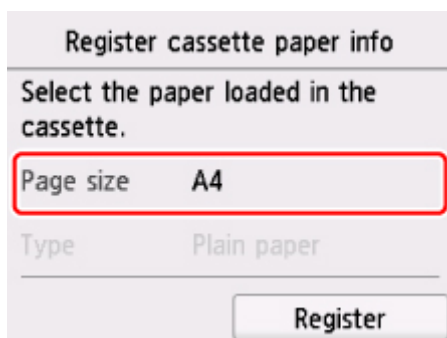 Register cassette paper info
Select the paper loaded in the
cassette.
Page size A4
Type Plain paper
Register